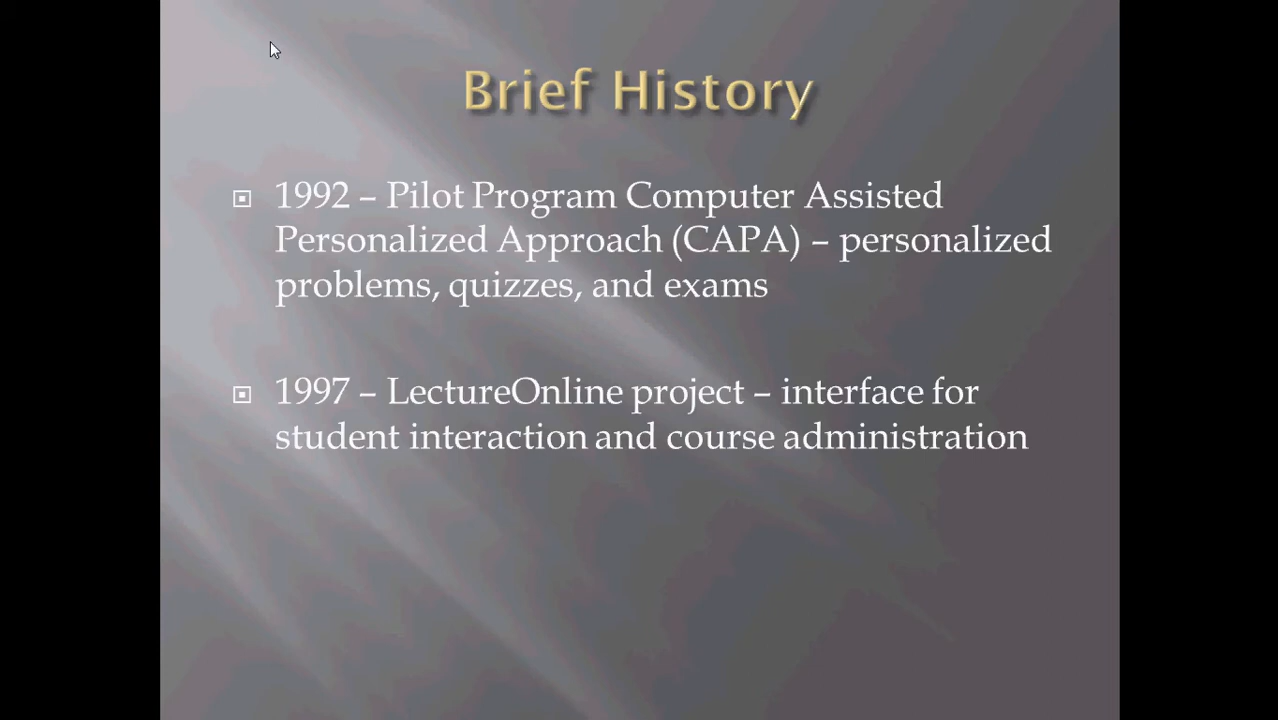 Brief History
1992 – Pilot Program Computer Assisted
Personalized Approach (CAPA) – personalized
problems, quizzes, and exams
1997 – LectureOnline project – interface for
student interaction and course administration